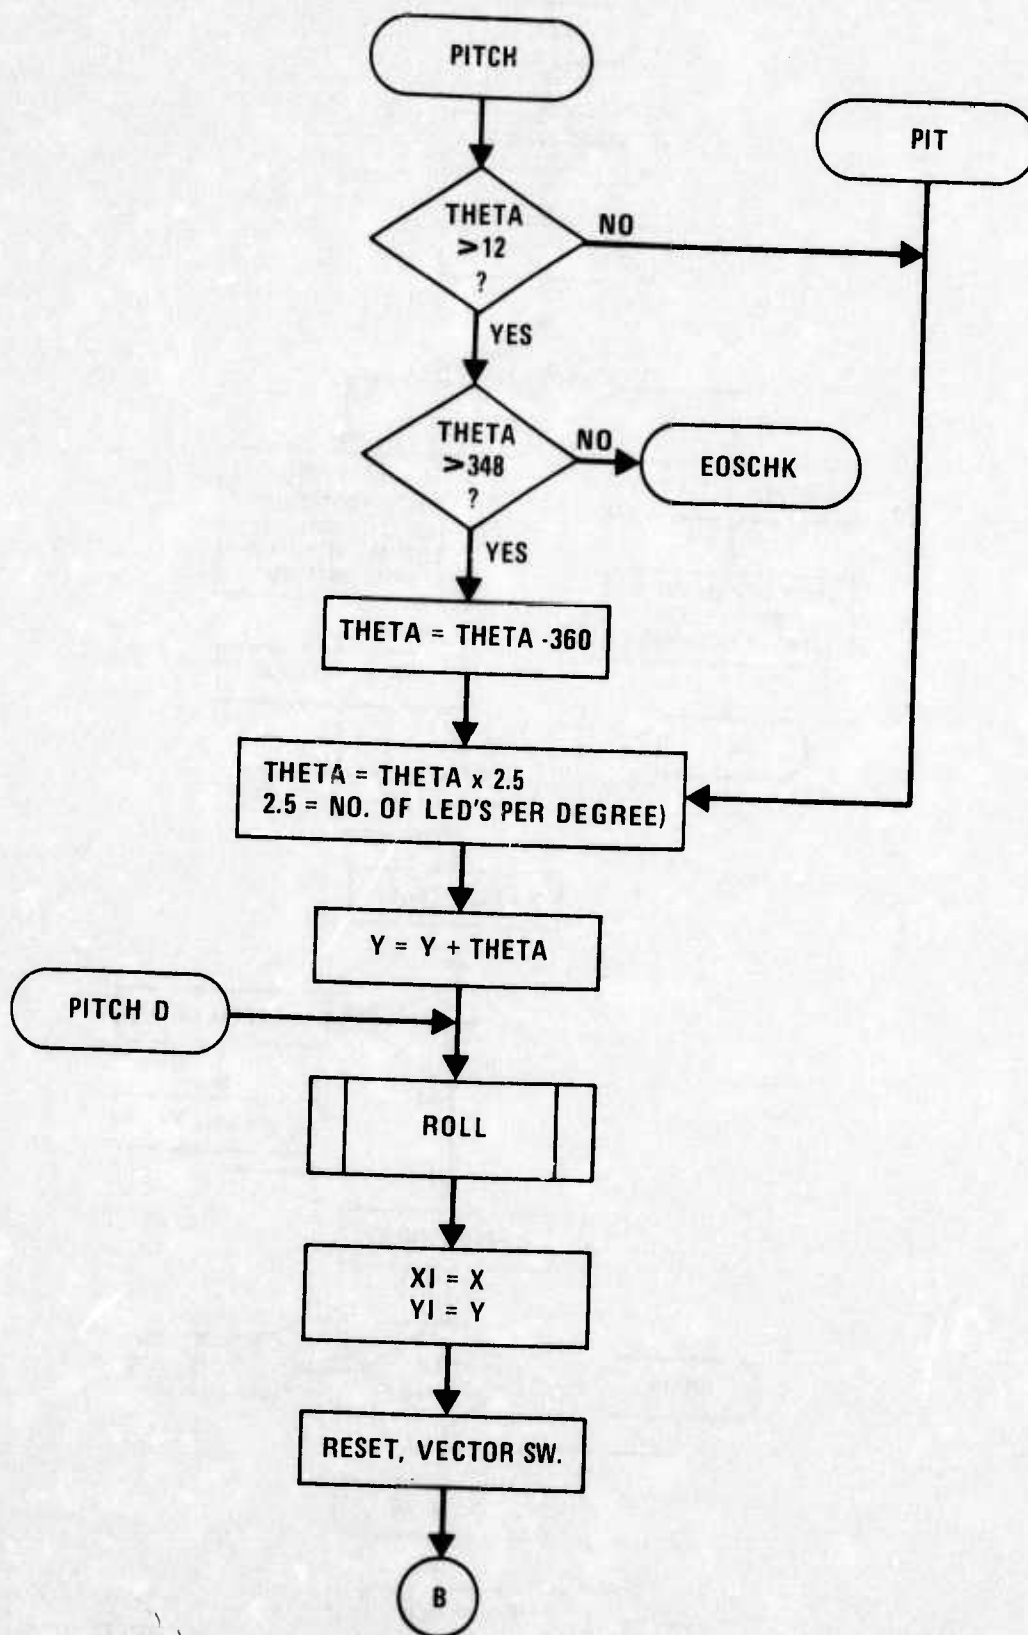 PITCH
PIT
THETA
>12
?
NO
YES
THETA
>348
?
NO
EOSCHK
YES
THETA = THETA -360
THETA = THETA x 2.5
2.5 = NO. OF LED'S PER DEGREE)
Y = Y + THETA
PITCH D
ROLL
XI = X
YI = Y
RESET, VECTOR SW.
B